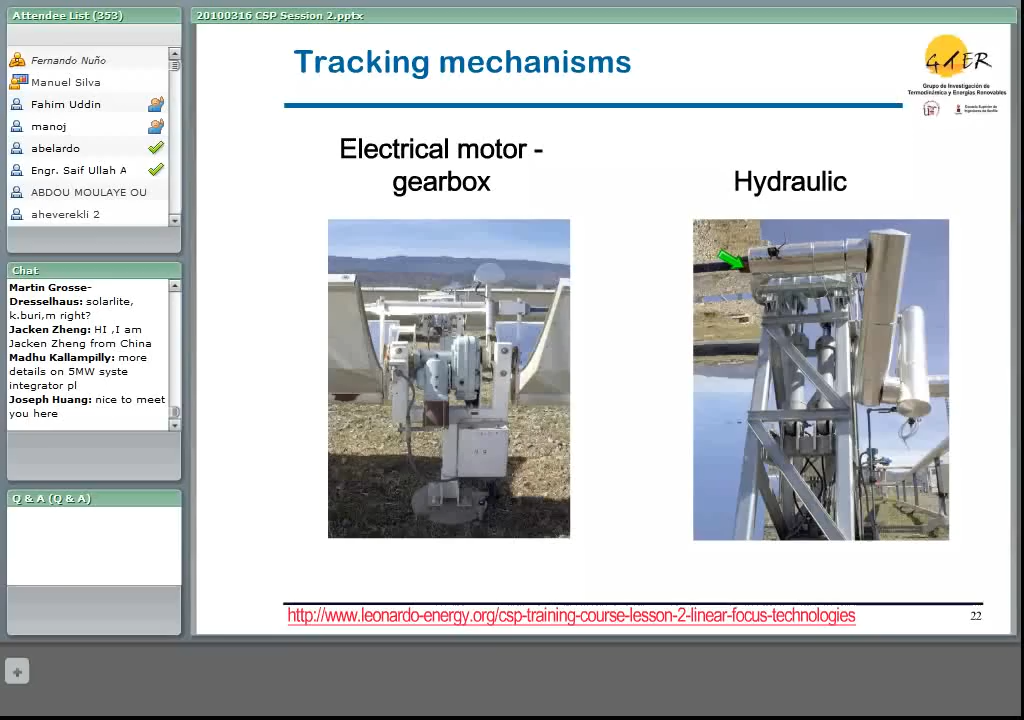 Attendee List (353)
Fernando Nuño
Manuel Silva
Fahim Uddin
manoj
abelardo
Engr. Saif Ullah A
ABDOU MOULAYE OU
aheverekli 2
Chat
Martin Grosse-
Dresselhaus: solarlite,
k.buri,m right?
Jacken Zheng: HI ,I am
Jacken Zheng from China
Madhu Kallampilly: more
details on 5MW syste
integrator pl
Joseph Huang: nice to meet
you here
Q & A (Q & A)
20100316 CSP Session 2.pptx
Tracking mechanisms
GTER
Grupo de Investigación de
Termodinámica y Energías Renovables
Escuela Superior de
Ingenieros de Sevilla
Electrical motor -
gearbox
Hydraulic
http://www.leonardo-energy.org/csp-training-course-lesson-2-linear-focus-technologies
22